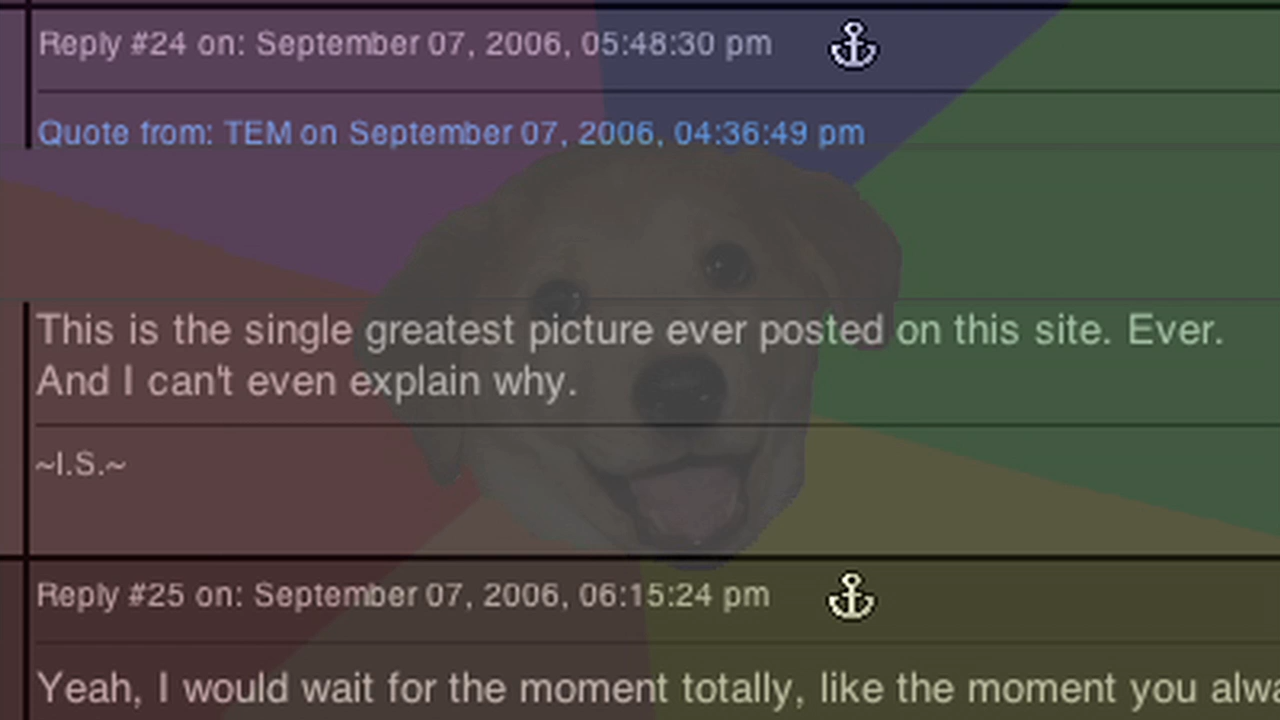 Reply #24 on: September 07, 2006, 05:48:30 pm
Quote from: TEM on September 07, 2006, 04:36:49 pm
This is the single greatest picture ever posted on this site. Ever.
And I can't even explain why.
~I.S.~
Reply #25 on: September 07, 2006, 06:15:24 pm
Yeah, I would wait for the moment totally, like the moment you